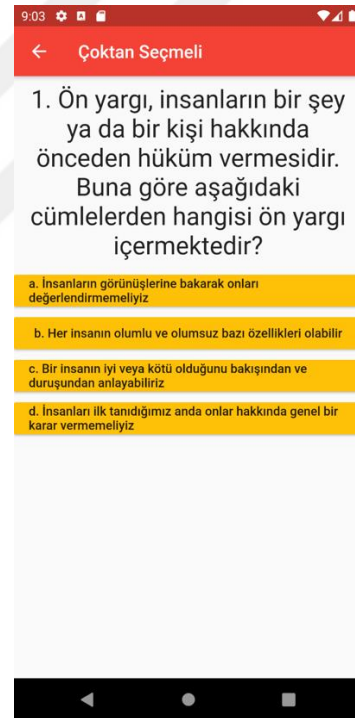 9:03
Çoktan Seçmeli
1. Ön yargı, insanların bir şey
ya da bir kişi hakkında
önceden hüküm vermesidir.
Buna göre aşağıdaki
cümlelerden hangisi ön yargı
içermektedir?
a. İnsanların görünüşlerine bakarak onları
değerlendirmemeliyiz
b. Her insanın olumlu ve olumsuz bazı özellikleri olabilir
c. Bir insanın iyi veya kötü olduğunu bakışından ve
duruşundan anlayabiliriz
d. İnsanları ilk tanıdığımız anda onlar hakkında genel bir
karar vermemeliyiz